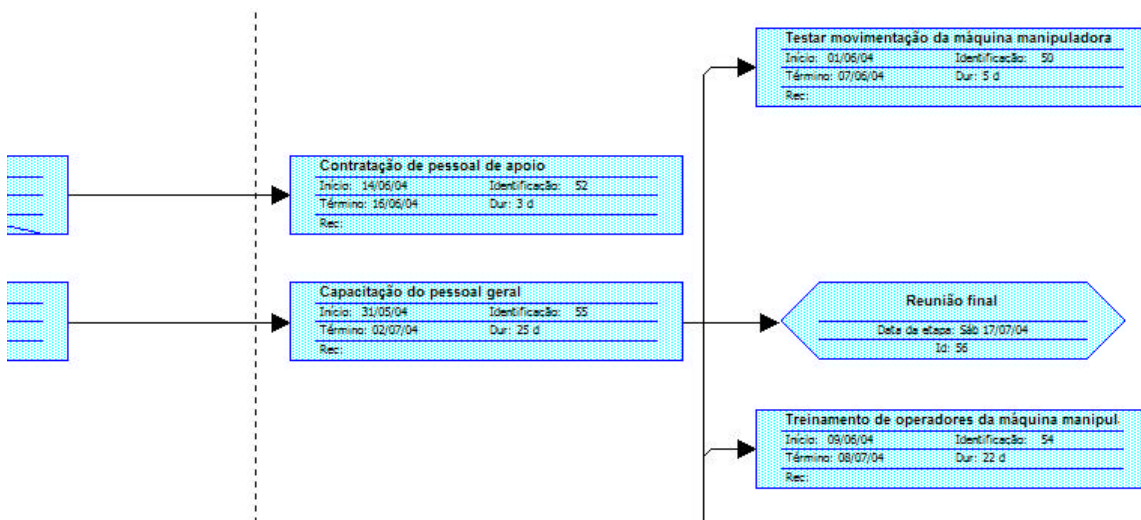 Testar movimentação da máquina manipuladora
Início: 01/06/04 Identificação: 50
Término: 07/06/04 Dur: 5 d
Rec:
Contratação de pessoal de apoio
Início: 14/06/04 Identificação: 52
Término: 16/06/04 Dur: 3 d
Rec:
Capacitação do pessoal geral
Início: 31/05/04 Identificação: 55
Término: 02/07/04 Dur: 25 d
Rec:
Reunião final
Data da etapa: Sáb 17/07/04
Id: 56
Treinamento de operadores da máquina manipul
Início: 09/06/04 Identificação: 54
Término: 08/07/04 Dur: 22 d
Rec: